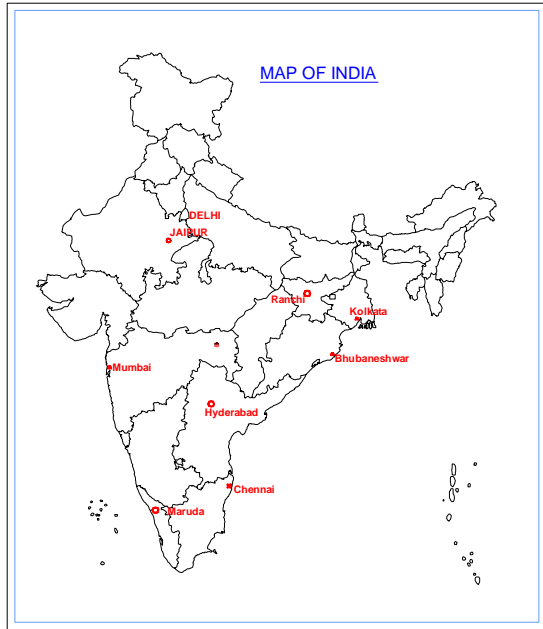 MAP OF INDIA
DELHI
JAIPUR
Ranchi
Kolkata
Bhubaneshwar
Mumbai
Hyderabad
Chennai
Maruda